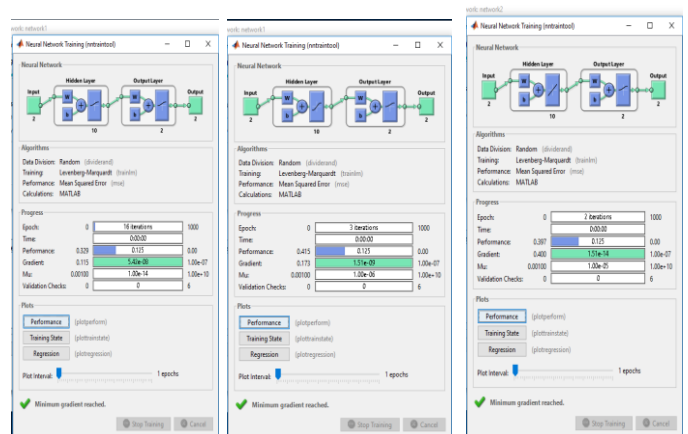 work: network1
Neural Network Training (nntraintool)
Neural Network
Hidden Layer
Output Layer
Input
Output
W
b
W
b
2
10
2
2
Algorithms
Data Division: Random (dividerand)
Training: Levenberg-Marquardt (trainlm)
Performance: Mean Squared Error (mse)
Calculations: MATLAB
Progress
Epoch: 0 16 iterations 1000
Time: 0:00:00
Performance: 0.329 0.125 0.00
Gradient: 0.115 5.43e-08 1.00e-07
Mu: 0.00100 1.00e-14 1.00e+10
Validation Checks: 0 0 6
Plots
Performance (plotperform)
Training State (plottrainstate)
Regression (plotregression)
Plot Interval: 1 epochs
Minimum gradient reached.
Stop Training Cancel
work: network1
Neural Network Training (nntraintool)
Neural Network
Hidden Layer
Output Layer
Input
Output
W
b
W
b
2
10
2
2
Algorithms
Data Division: Random (dividerand)
Training: Levenberg-Marquardt (trainlm)
Performance: Mean Squared Error (mse)
Calculations: MATLAB
Progress
Epoch: 0 3 iterations 1000
Time: 0:00:00
Performance: 0.415 0.125 0.00
Gradient: 0.173 1.51e-09 1.00e-07
Mu: 0.00100 1.00e-06 1.00e+10
Validation Checks: 0 0 6
Plots
Performance (plotperform)
Training State (plottrainstate)
Regression (plotregression)
Plot Interval: 1 epochs
Minimum gradient reached.
Stop Training Cancel
work: network2
Neural Network Training (nntraintool)
Neural Network
Hidden Layer
Output Layer
Input
Output
W
b
W
b
2
10
2
2
Algorithms
Data Division: Random (dividerand)
Training: Levenberg-Marquardt (trainlm)
Performance: Mean Squared Error (mse)
Calculations: MATLAB
Progress
Epoch: 0 2 iterations 1000
Time: 0:00:00
Performance: 0.397 0.125 0.00
Gradient: 0.400 1.51e-14 1.00e-07
Mu: 0.00100 1.00e-05 1.00e+10
Validation Checks: 0 0 6
Plots
Performance (plotperform)
Training State (plottrainstate)
Regression (plotregression)
Plot Interval: 1 epochs
Minimum gradient reached.
Stop Training Cancel